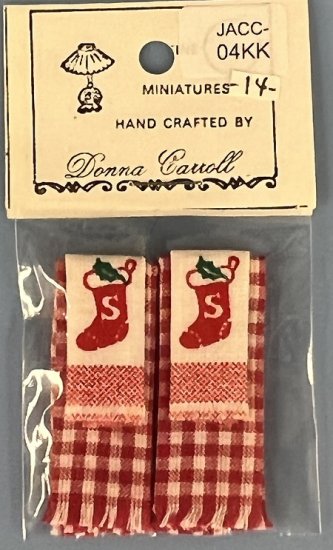 JACC-
04KK
MINIATURES -14-
HAND CRAFTED BY
Donna Carroll
S S